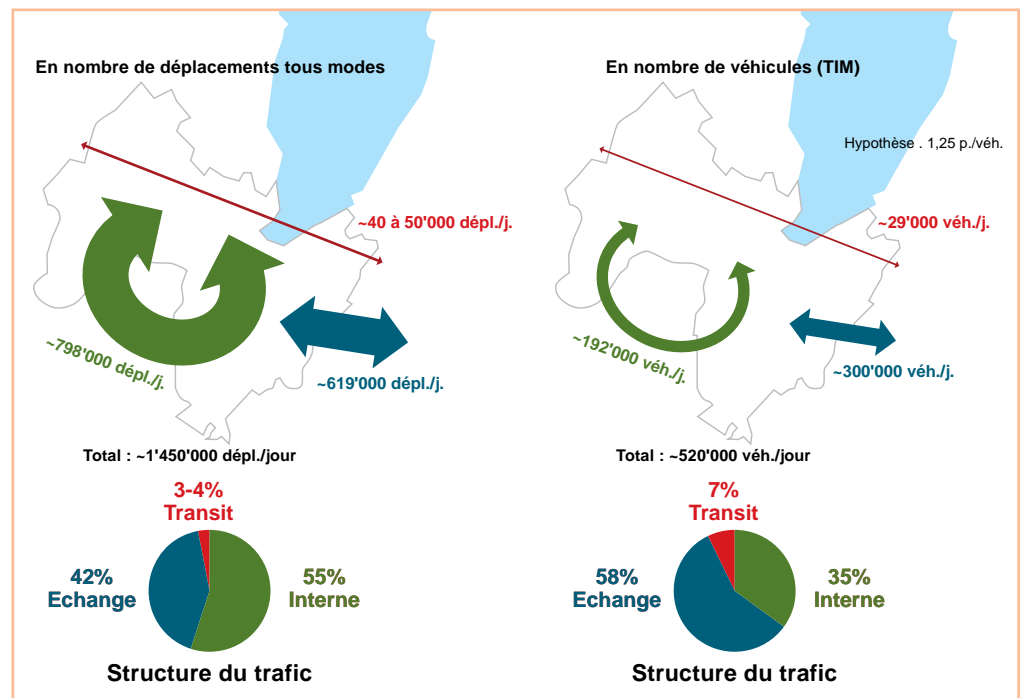 En nombre de déplacements tous modes
~40 à 50'000 dépl./j.
~798'000 dépl./j.
~619'000 dépl./j.
Total : ~1'450'000 dépl./jour
3-4%
Transit
42%
Echange
55%
Interne
Structure du trafic
En nombre de véhicules (TIM)
Hypothèse . 1,25 p./véh.
~29'000 véh./j.
~192'000 véh./j.
~300'000 véh./j.
Total : ~520'000 véh./jour
7%
Transit
58%
Echange
35%
Interne
Structure du trafic